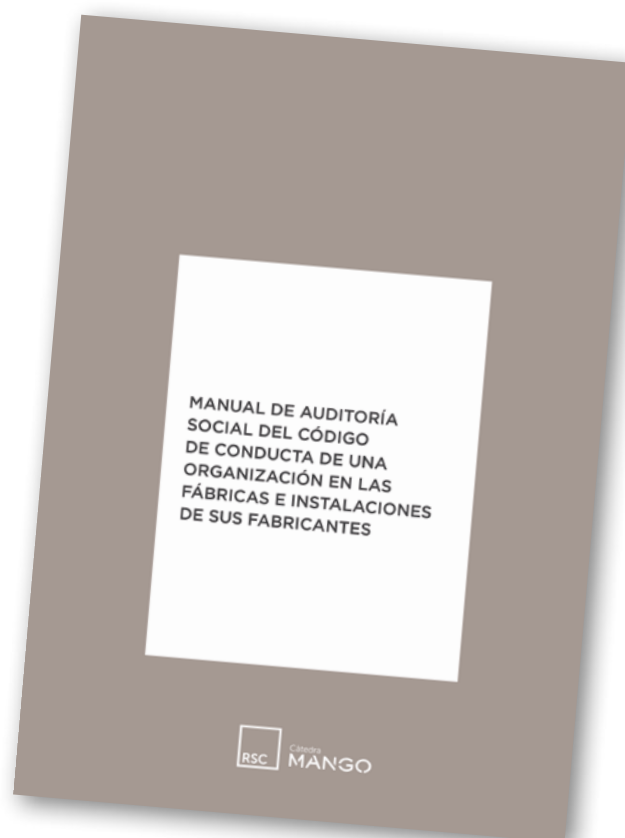 MANUAL DE AUDITORÍA
SOCIAL DEL CÓDIGO
DE CONDUCTA DE UNA
ORGANIZACIÓN EN LAS
FÁBRICAS E INSTALACIONES
DE SUS FABRICANTES
RSC
Cátedra
MANGO